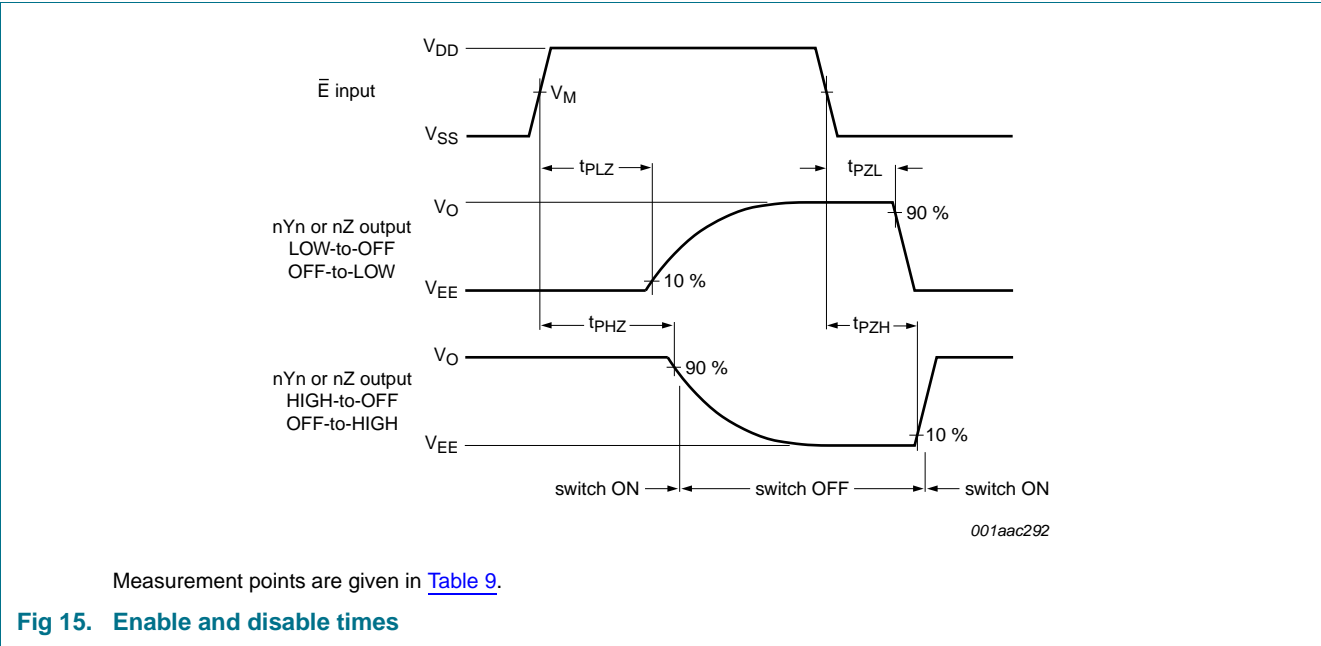 V_DD
Ē input
V_M
V_SS
t_PLZ
t_PZL
V_O
90 %
nYn or nZ output
LOW-to-OFF
OFF-to-LOW
10 %
V_EE
t_PHZ
t_PZH
V_O
90 %
nYn or nZ output
HIGH-to-OFF
OFF-to-HIGH
10 %
V_EE
switch ON
switch OFF
switch ON
001aac292
Measurement points are given in Table 9.
Fig 15. Enable and disable times